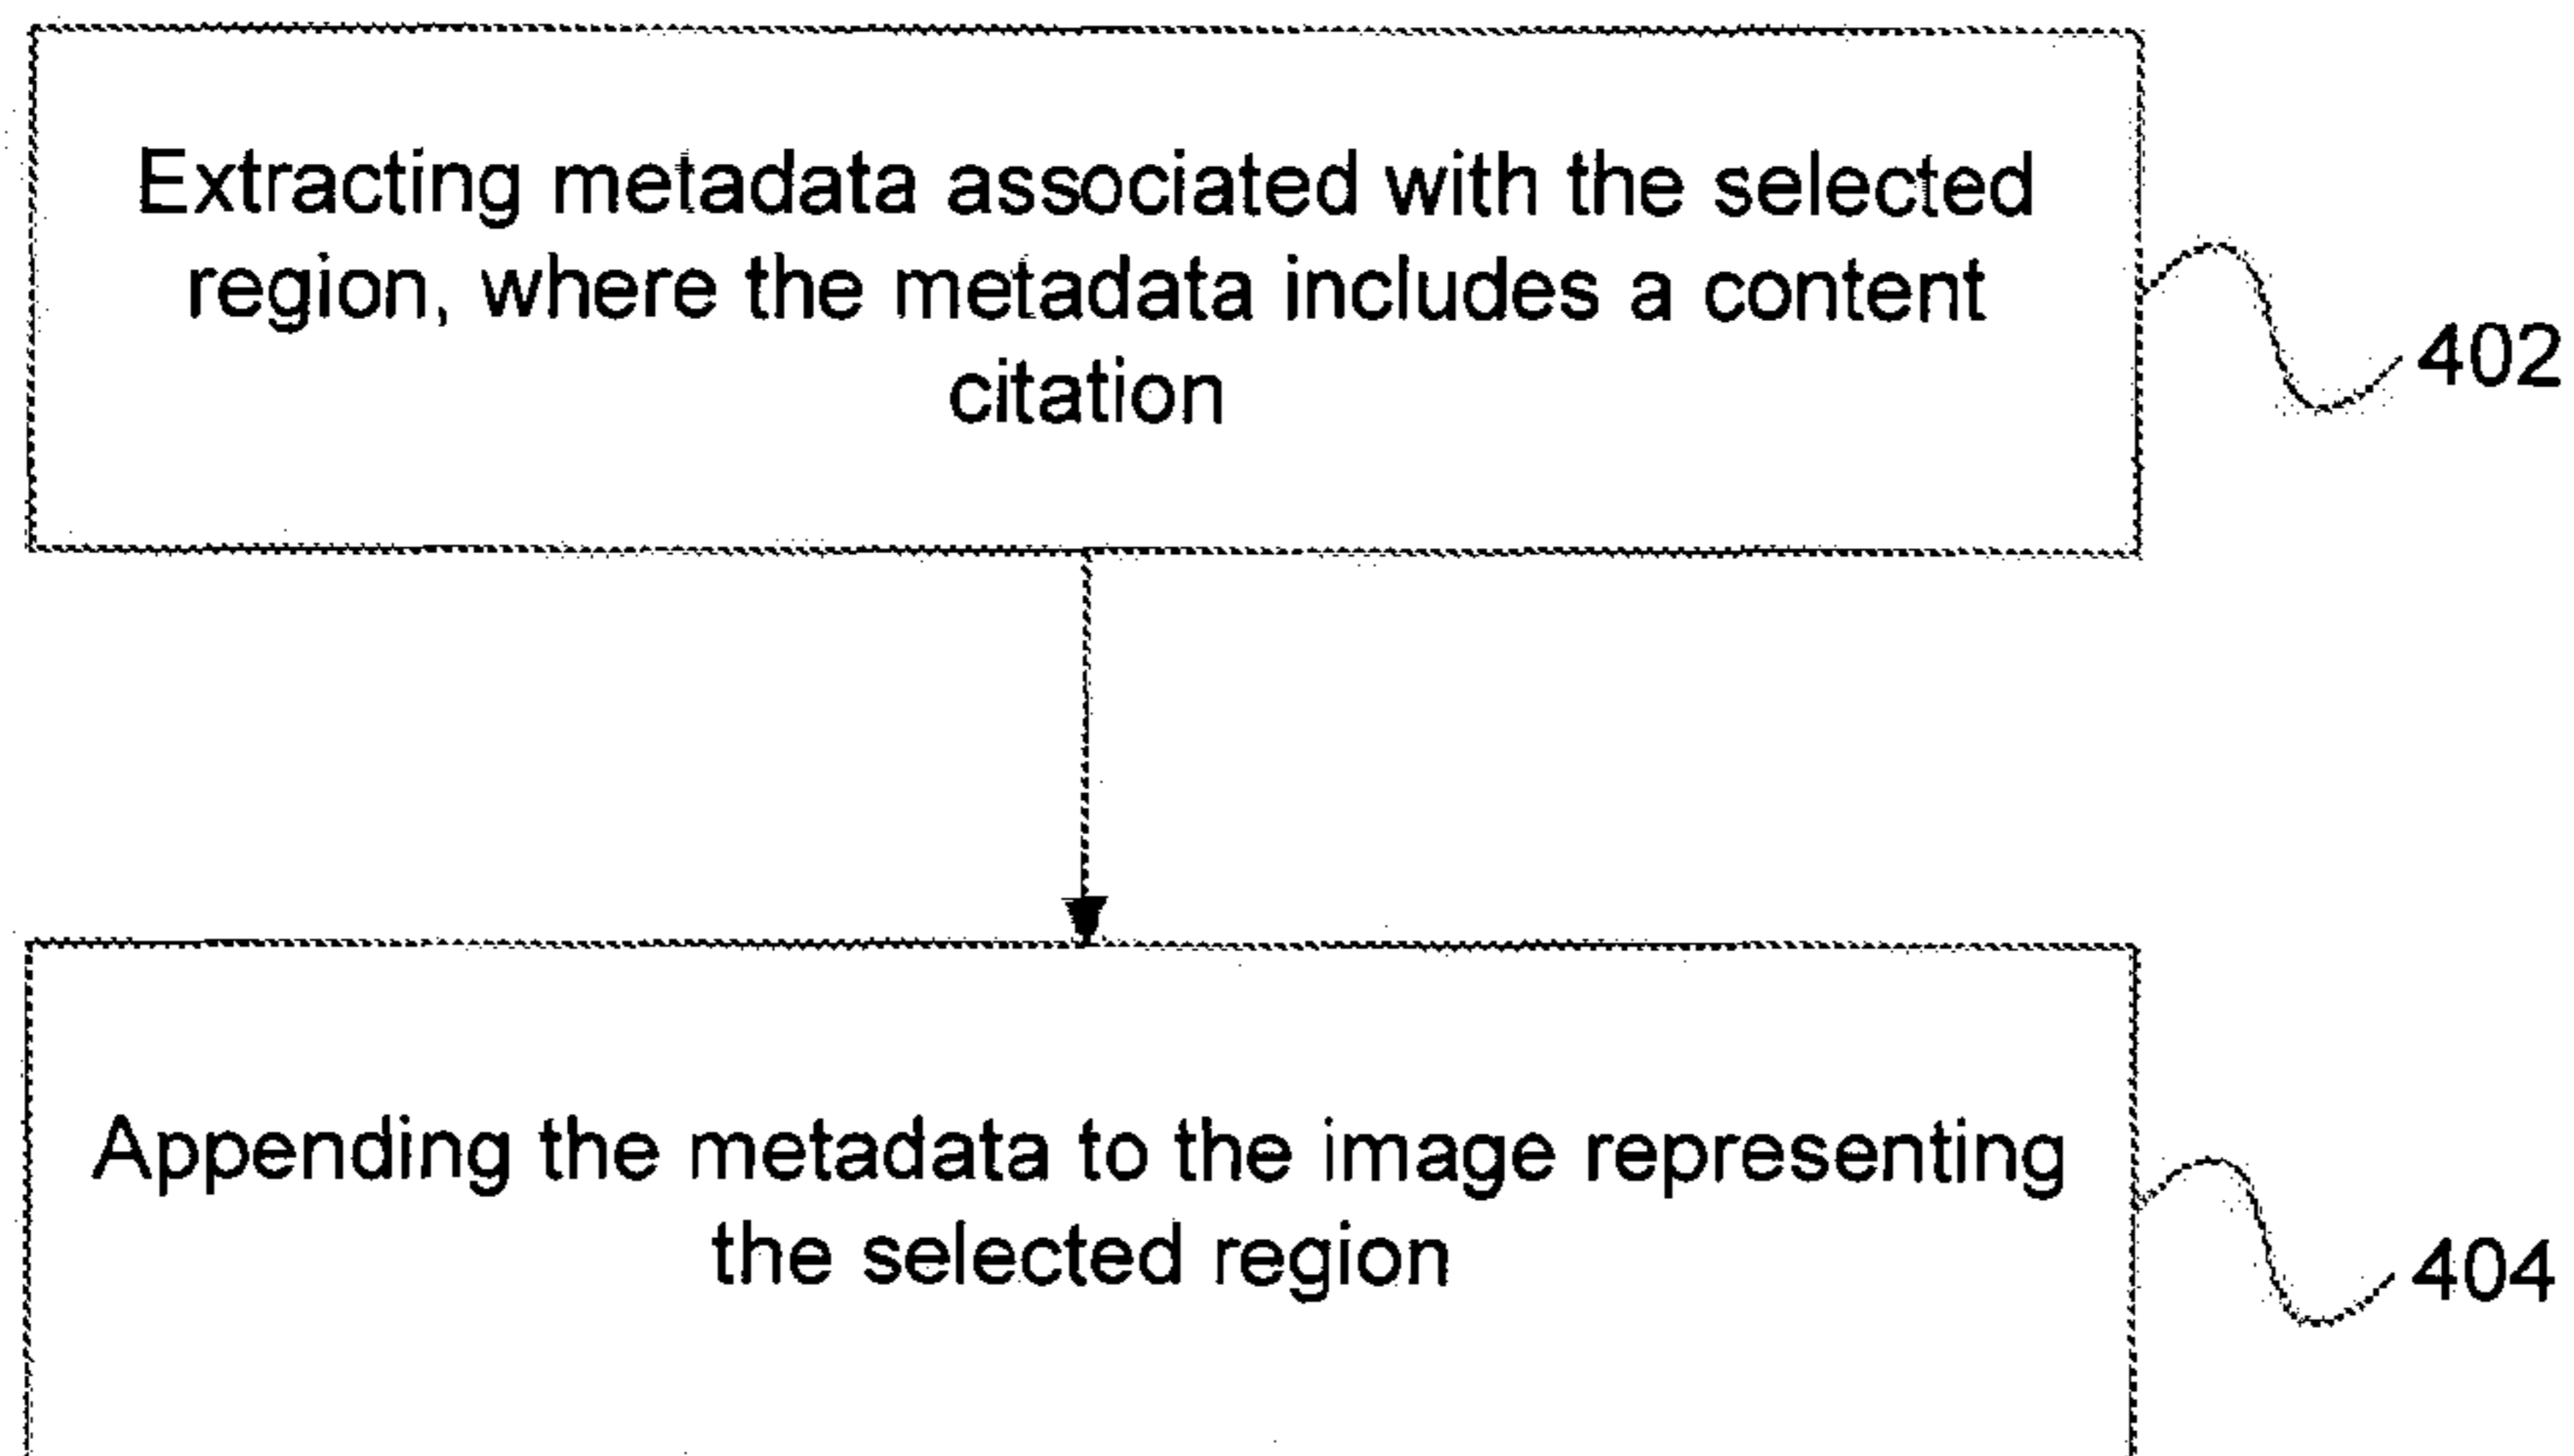 Extracting metadata associated with the selected
region, where the metadata includes a content
citation
402
Appending the metadata to the image representing
the selected region
404